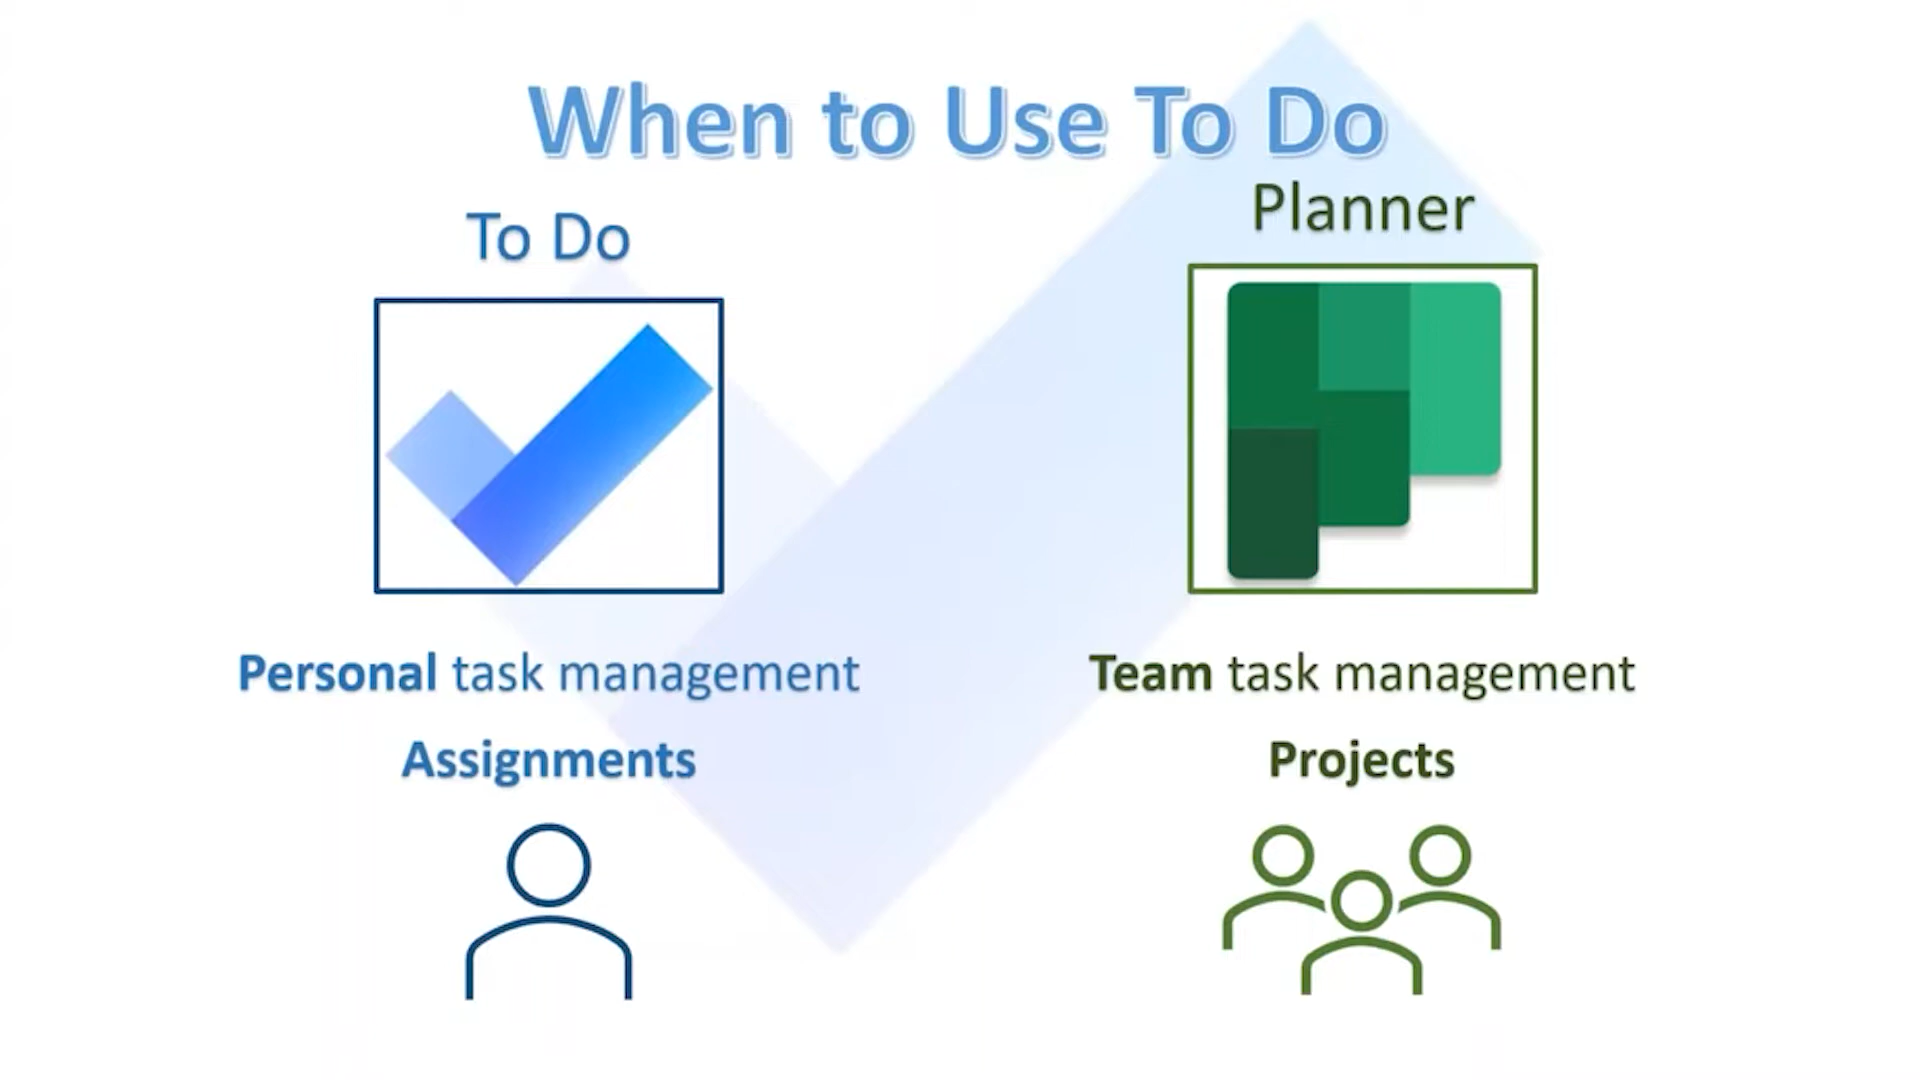 When to Use To Do
To Do
Planner
Personal task management
Team task management
Assignments
Projects